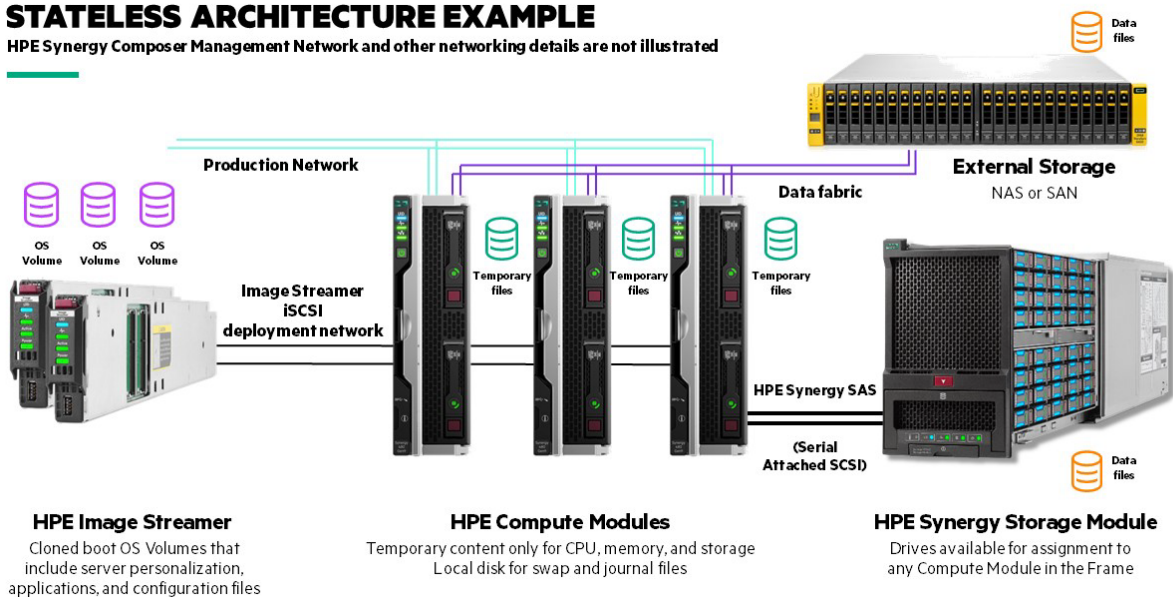 STATELESS ARCHITECTURE EXAMPLE
HPE Synergy Composer Management Network and other networking details are not illustrated
Data
files
Production Network
External Storage
NAS or SAN
Data fabric
OS
Volume
OS
Volume
OS
Volume
Temporary
files
Temporary
files
Temporary
files
Image Streamer
iSCSI
deployment network
HPE Synergy SAS
(Serial
Attached SCSI)
Data
files
HPE Image Streamer
Cloned boot OS Volumes that
include server personalization,
applications, and configuration files
HPE Compute Modules
Temporary content only for CPU, memory, and storage
Local disk for swap and journal files
HPE Synergy Storage Module
Drives available for assignment to
any Compute Module in the Frame